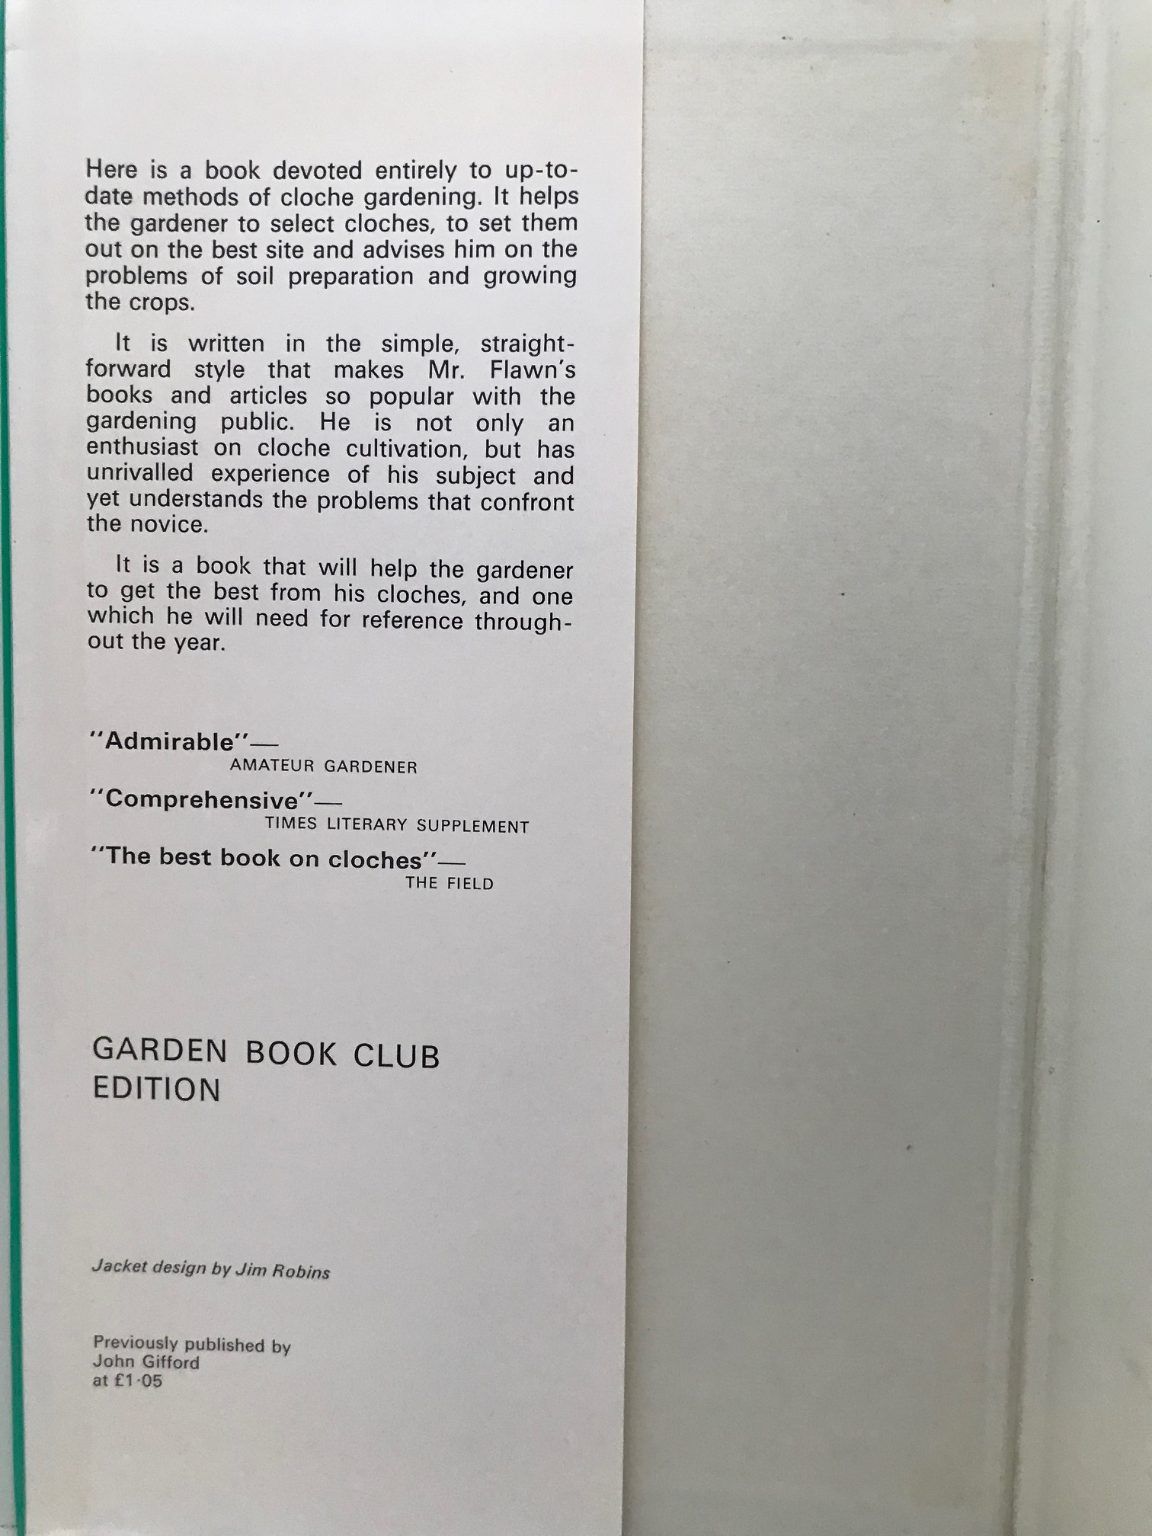 Here is a book devoted entirely to up-to-
date methods of cloche gardening. It helps
the gardener to select cloches, to set them
out on the best site and advises him on the
problems of soil preparation and growing
the crops.
It is written in the simple, straight-
forward style that makes Mr. Flawn's
books and articles so popular with the
gardening public. He is not only an
enthusiast on cloche cultivation, but has
unrivalled experience of his subject and
yet understands the problems that confront
the novice.
It is a book that will help the gardener
to get the best from his cloches, and one
which he will need for reference through-
out the year.
"Admirable"—
AMATEUR GARDENER
"Comprehensive"—
TIMES LITERARY SUPPLEMENT
"The best book on cloches"—
THE FIELD
GARDEN BOOK CLUB
EDITION
Jacket design by Jim Robins
Previously published by
John Gifford
at £1·05